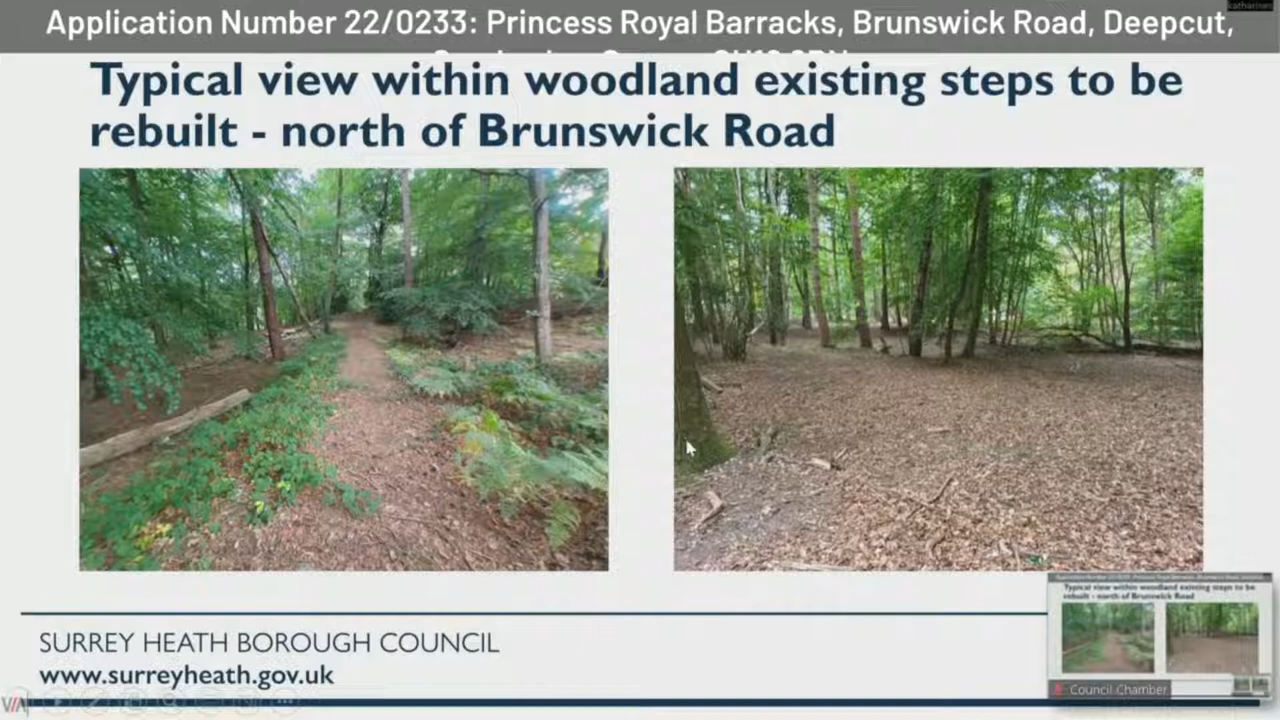 Application Number 22/0233: Princess Royal Barracks, Brunswick Road, Deepcut,
Typical view within woodland existing steps to be
rebuilt - north of Brunswick Road
SURREY HEATH BOROUGH COUNCIL
www.surreyheath.gov.uk
Typical view within woodland existing steps to be
rebuilt - north of Brunswick Road
Council Chamber